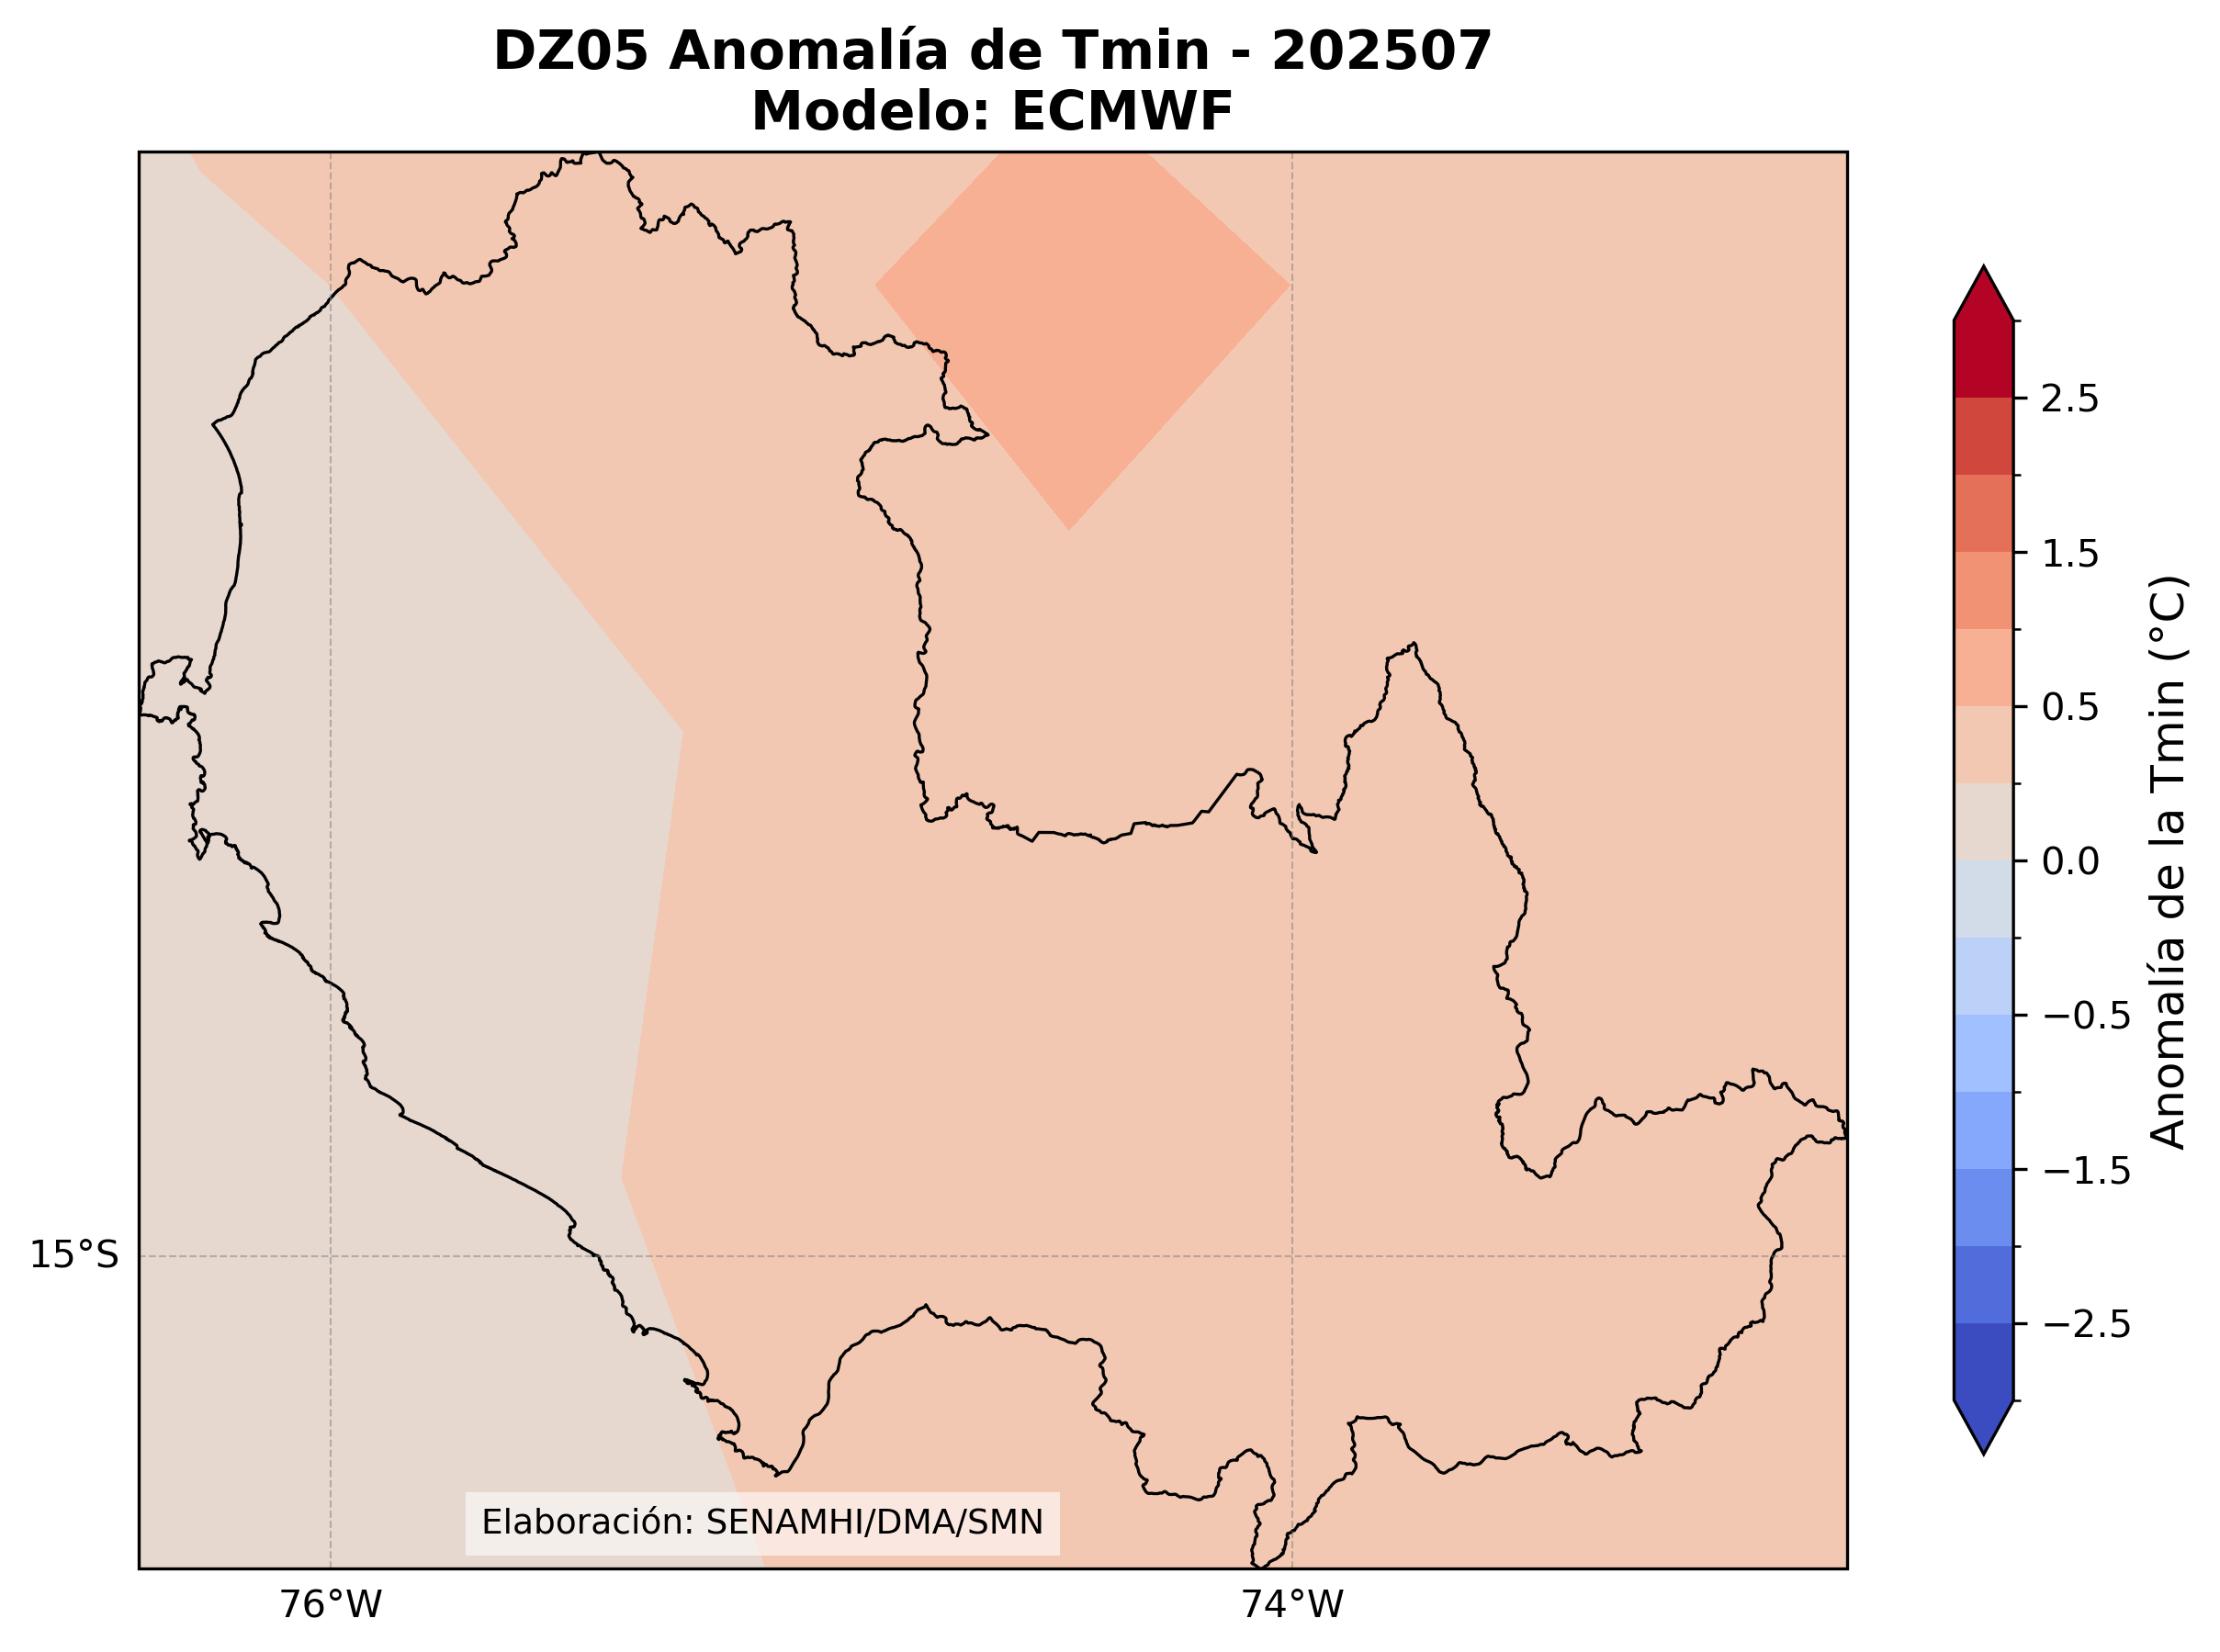 DZ05 Anomalía de Tmin - 202507
Modelo: ECMWF
15°S
76°W
74°W
Elaboración: SENAMHI/DMA/SMN
2.5
1.5
0.5
0.0
−0.5
−1.5
−2.5
Anomalía de la Tmin (°C)